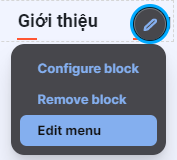 Giới thiệu
Configure block
Remove block
Edit menu